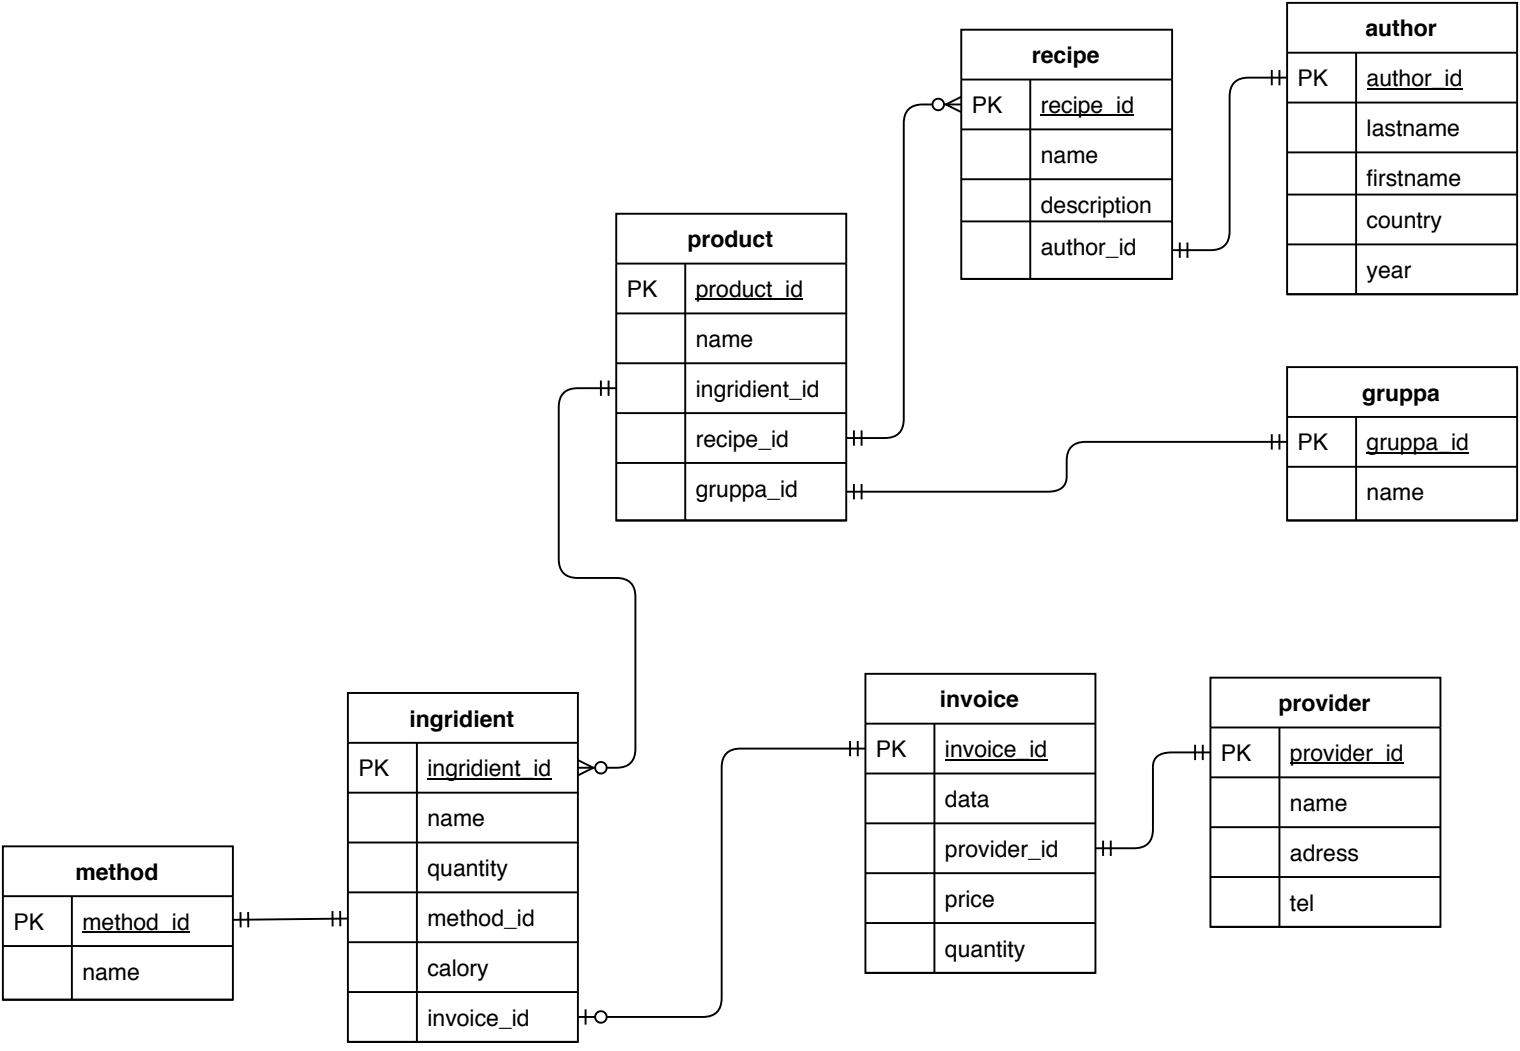 author
PK author_id
lastname
firstname
country
year
recipe
PK recipe_id
name
description
author_id
product
PK product_id
name
ingridient_id
recipe_id
gruppa_id
gruppa
PK gruppa_id
name
ingridient
PK ingridient_id
name
quantity
method_id
calory
invoice_id
invoice
PK invoice_id
data
provider_id
price
quantity
provider
PK provider_id
name
adress
tel
method
PK method_id
name